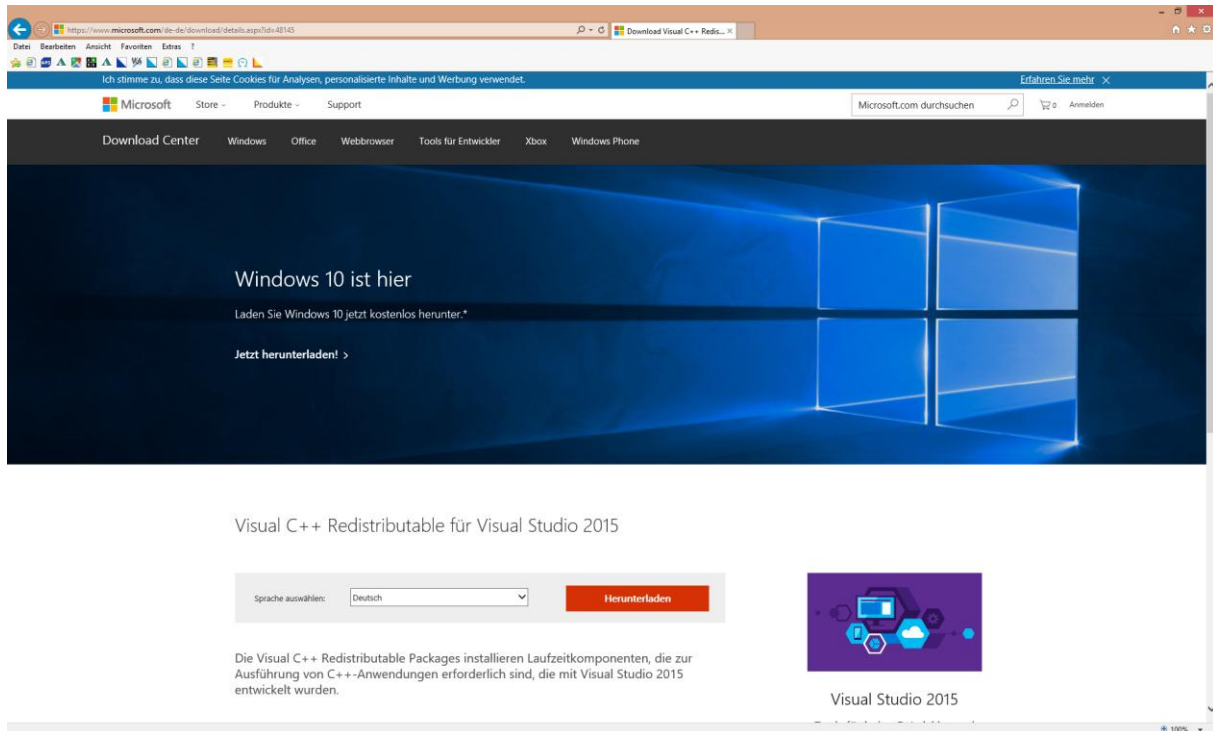 https://www.microsoft.com/de-de/download/details.aspx?id=48145
Download Visual C++ Redis...
Datei Bearbeiten Ansicht Favoriten Extras ?
Ich stimme zu, dass diese Seite Cookies für Analysen, personalisierte Inhalte und Werbung verwendet.
Erfahren Sie mehr
Microsoft Store Produkte Support
Microsoft.com durchsuchen
0 Anmelden
Download Center Windows Office Webbrowser Tools für Entwickler Xbox Windows Phone
Windows 10 ist hier
Laden Sie Windows 10 jetzt kostenlos herunter.*
Jetzt herunterladen! >
Visual C++ Redistributable für Visual Studio 2015
Sprache auswählen: Deutsch Herunterladen
Die Visual C++ Redistributable Packages installieren Laufzeitkomponenten, die zur
Ausführung von C++-Anwendungen erforderlich sind, die mit Visual Studio 2015
entwickelt wurden.
Visual Studio 2015
100%